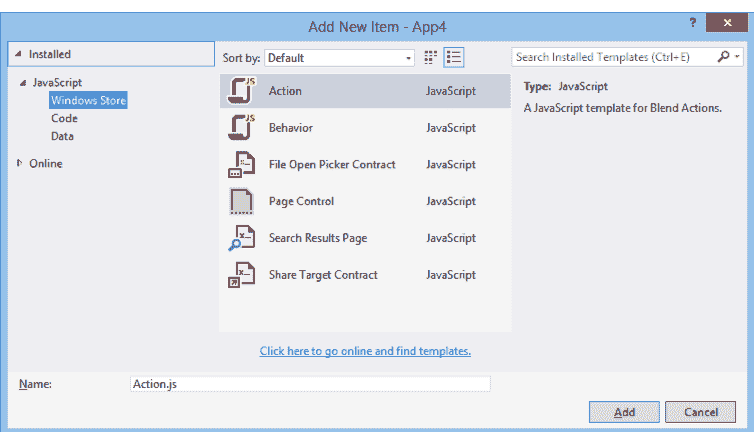 Add New Item - App4
?
x
Installed
Sort by: Default
Search Installed Templates (Ctrl+E)
JavaScript
Windows Store
Code
Data
Online
JS Action JavaScript
JS Behavior JavaScript
File Open Picker Contract JavaScript
Page Control JavaScript
Search Results Page JavaScript
Share Target Contract JavaScript
Type: JavaScript
A JavaScript template for Blend Actions.
Click here to go online and find templates.
Name: Action.js
Add Cancel